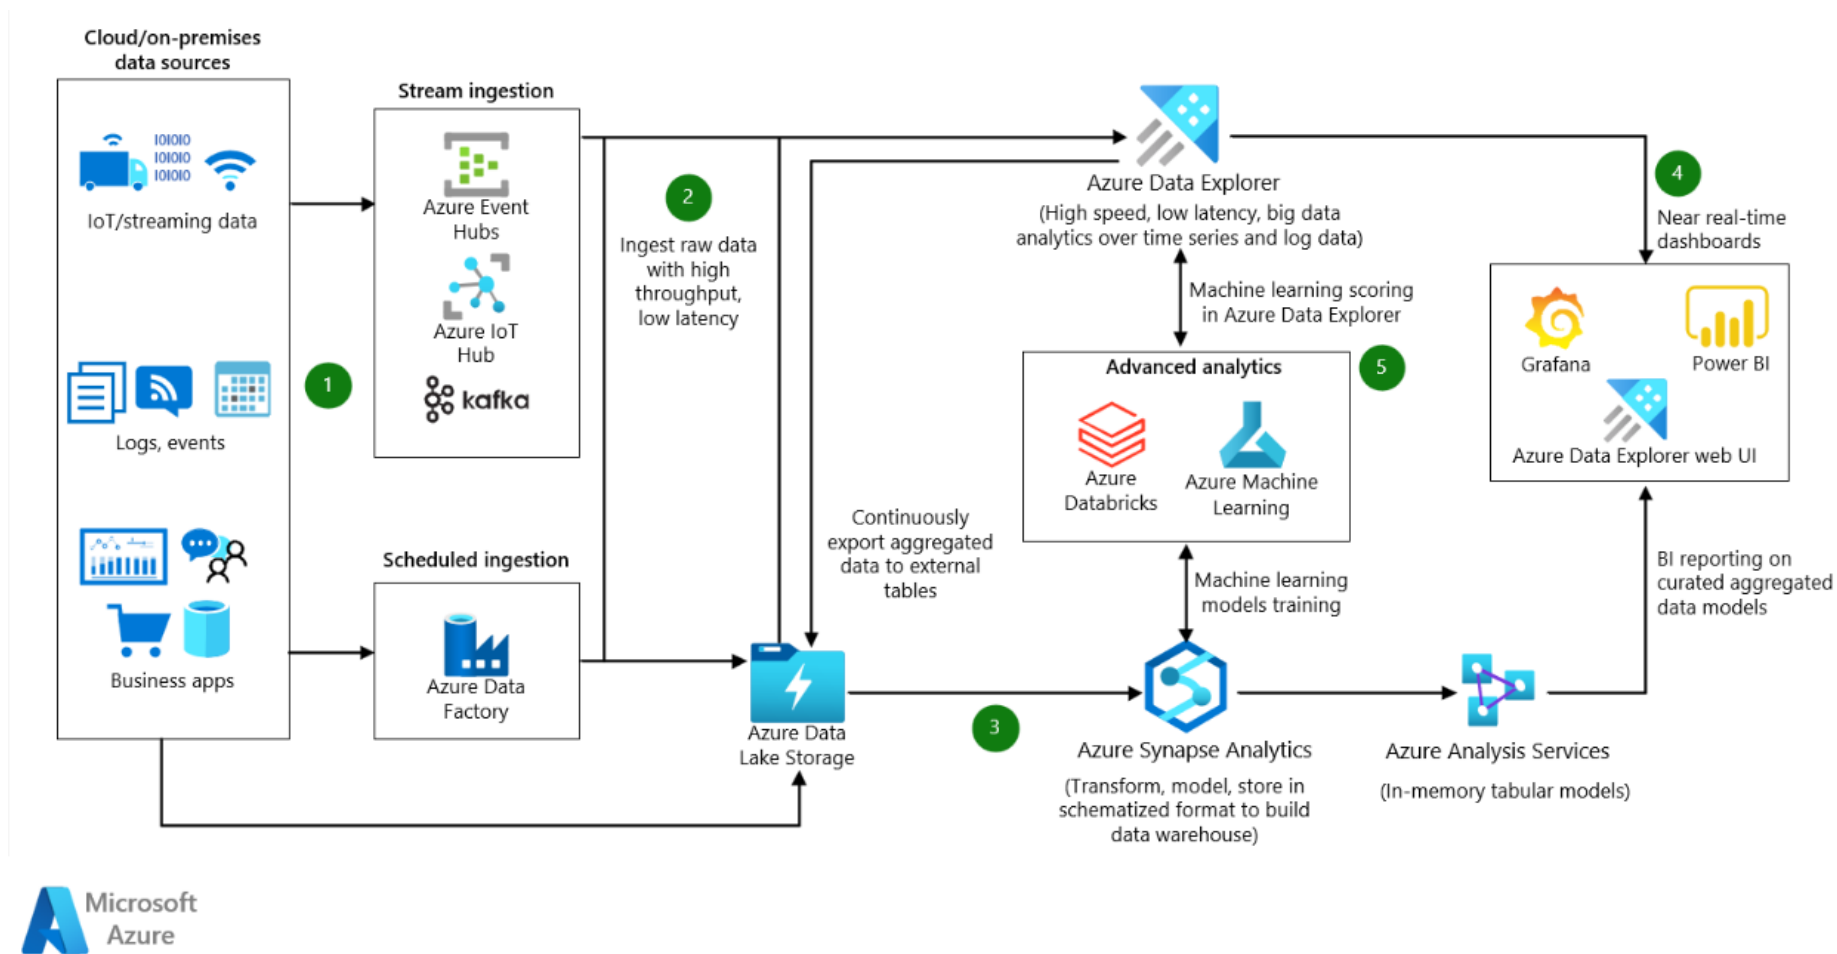 Cloud/on-premises
data sources
IOIOIO
IOIOIO
IOIOIO
IoT/streaming data
Logs, events
Business apps
1
Stream ingestion
Azure Event
Hubs
Azure IoT
Hub
kafka
Scheduled ingestion
Azure Data
Factory
2
Ingest raw data
with high
throughput,
low latency
Continuously
export aggregated
data to external
tables
Azure Data
Lake Storage
3
Azure Data Explorer
(High speed, low latency, big data
analytics over time series and log data)
Machine learning scoring
in Azure Data Explorer
Advanced analytics
5
Azure
Databricks
Azure Machine
Learning
Machine learning
models training
Azure Synapse Analytics
(Transform, model, store in
schematized format to build
data warehouse)
Azure Analysis Services
(In-memory tabular models)
4
Near real-time
dashboards
Grafana
Power BI
Azure Data Explorer web UI
BI reporting on
curated aggregated
data models
Microsoft
Azure